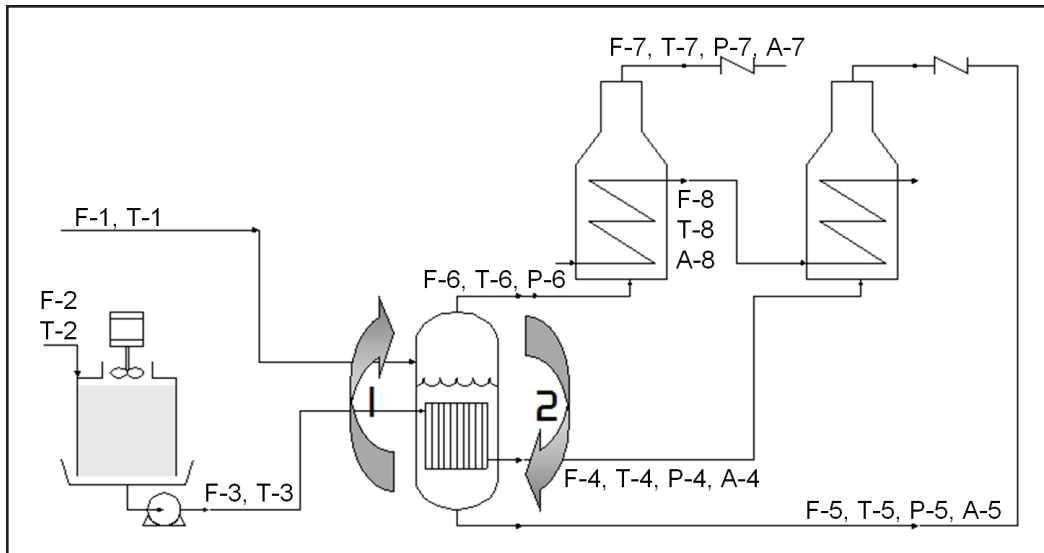 F-7, T-7, P-7, A-7
F-1, T-1
F-8
T-8
A-8
F-6, T-6, P-6
F-2
T-2
1
2
F-4, T-4, P-4, A-4
F-3, T-3
F-5, T-5, P-5, A-5